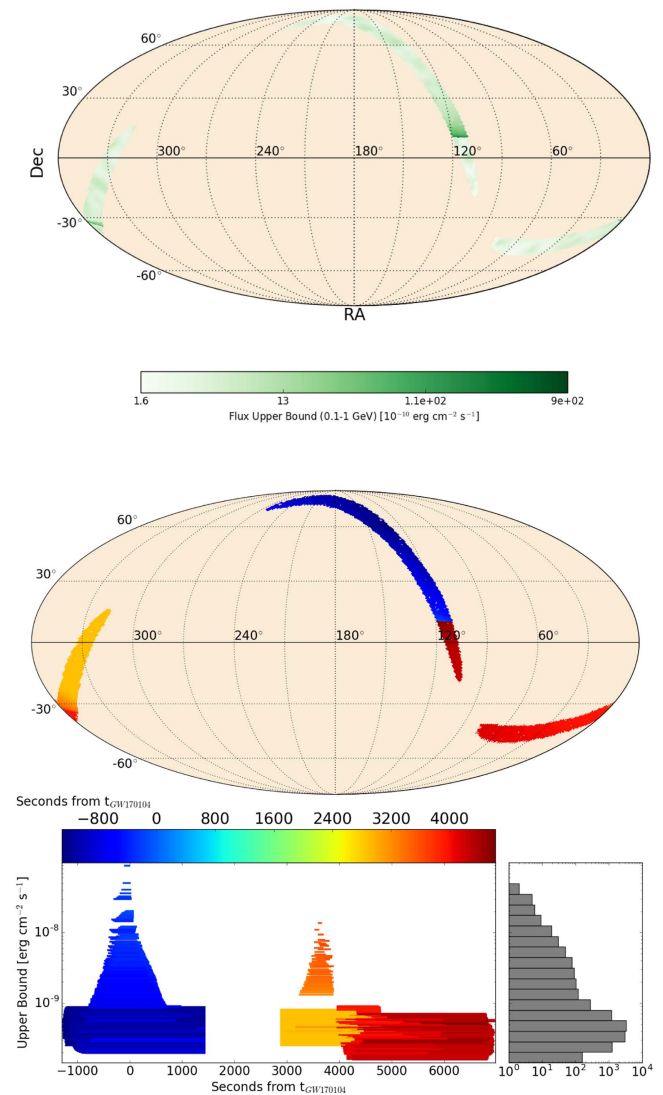 60°
30°
Dec
300° 240° 180° 120° 60°
-30°
-60°
RA
1.6 13 1.1e+02 9e+02
Flux Upper Bound (0.1-1 GeV) [10⁻¹⁰ erg cm⁻² s⁻¹]
60°
30°
300° 240° 180° 120° 60°
-30°
-60°
Seconds from t_GW170104
−800 0 800 1600 2400 3200 4000
Upper Bound [erg cm⁻² s⁻¹]
10⁻⁸
10⁻⁹
−1000 0 1000 2000 3000 4000 5000 6000
10⁰ 10¹ 10² 10³ 10⁴
Seconds from t_GW170104